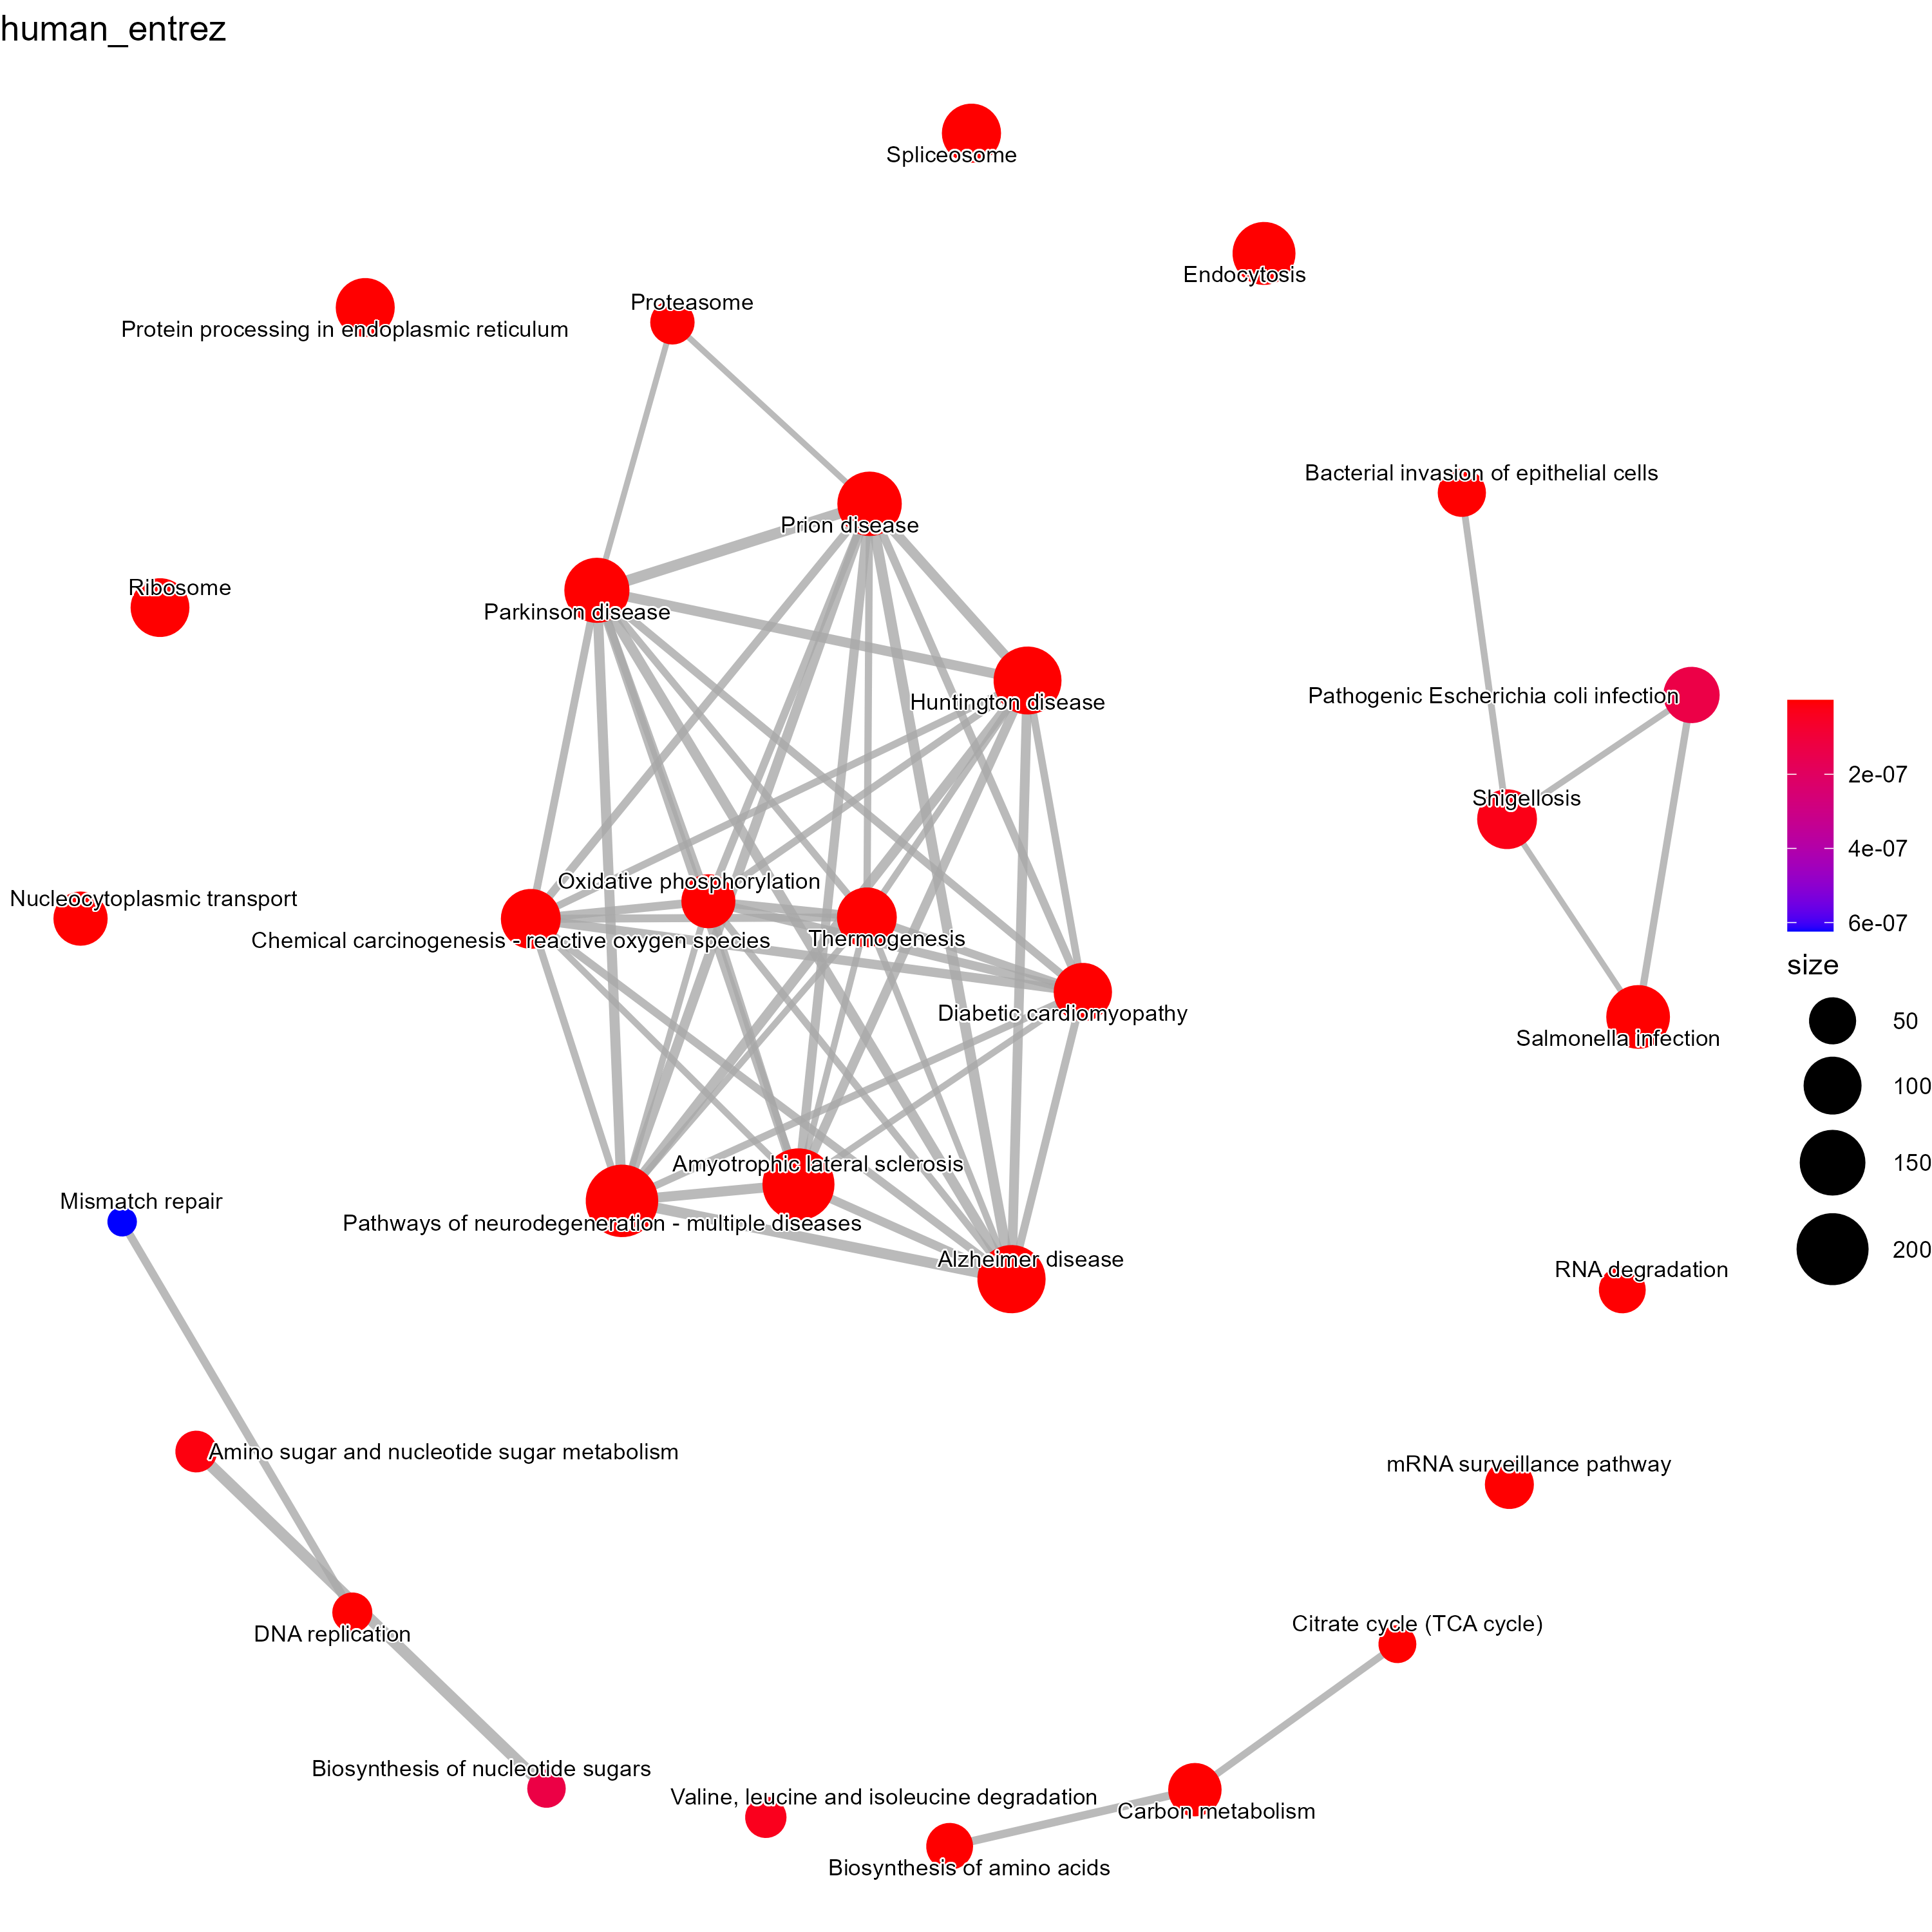 human_entrez
Spliceosome
Endocytosis
Proteasome
Protein processing in endoplasmic reticulum
Bacterial invasion of epithelial cells
Prion disease
Ribosome
Parkinson disease
Pathogenic Escherichia coli infection
Huntington disease
2e-07
Shigellosis
4e-07
Oxidative phosphorylation
Nucleocytoplasmic transport
6e-07
Chemical carcinogenesis - reactive oxygen species
Thermogenesis
size
Diabetic cardiomyopathy
50
Salmonella infection
100
150
Amyotrophic lateral sclerosis
Mismatch repair
Pathways of neurodegeneration - multiple diseases
200
Alzheimer disease
RNA degradation
Amino sugar and nucleotide sugar metabolism
mRNA surveillance pathway
Citrate cycle (TCA cycle)
DNA replication
Biosynthesis of nucleotide sugars
Valine, leucine and isoleucine degradation
Carbon metabolism
Biosynthesis of amino acids